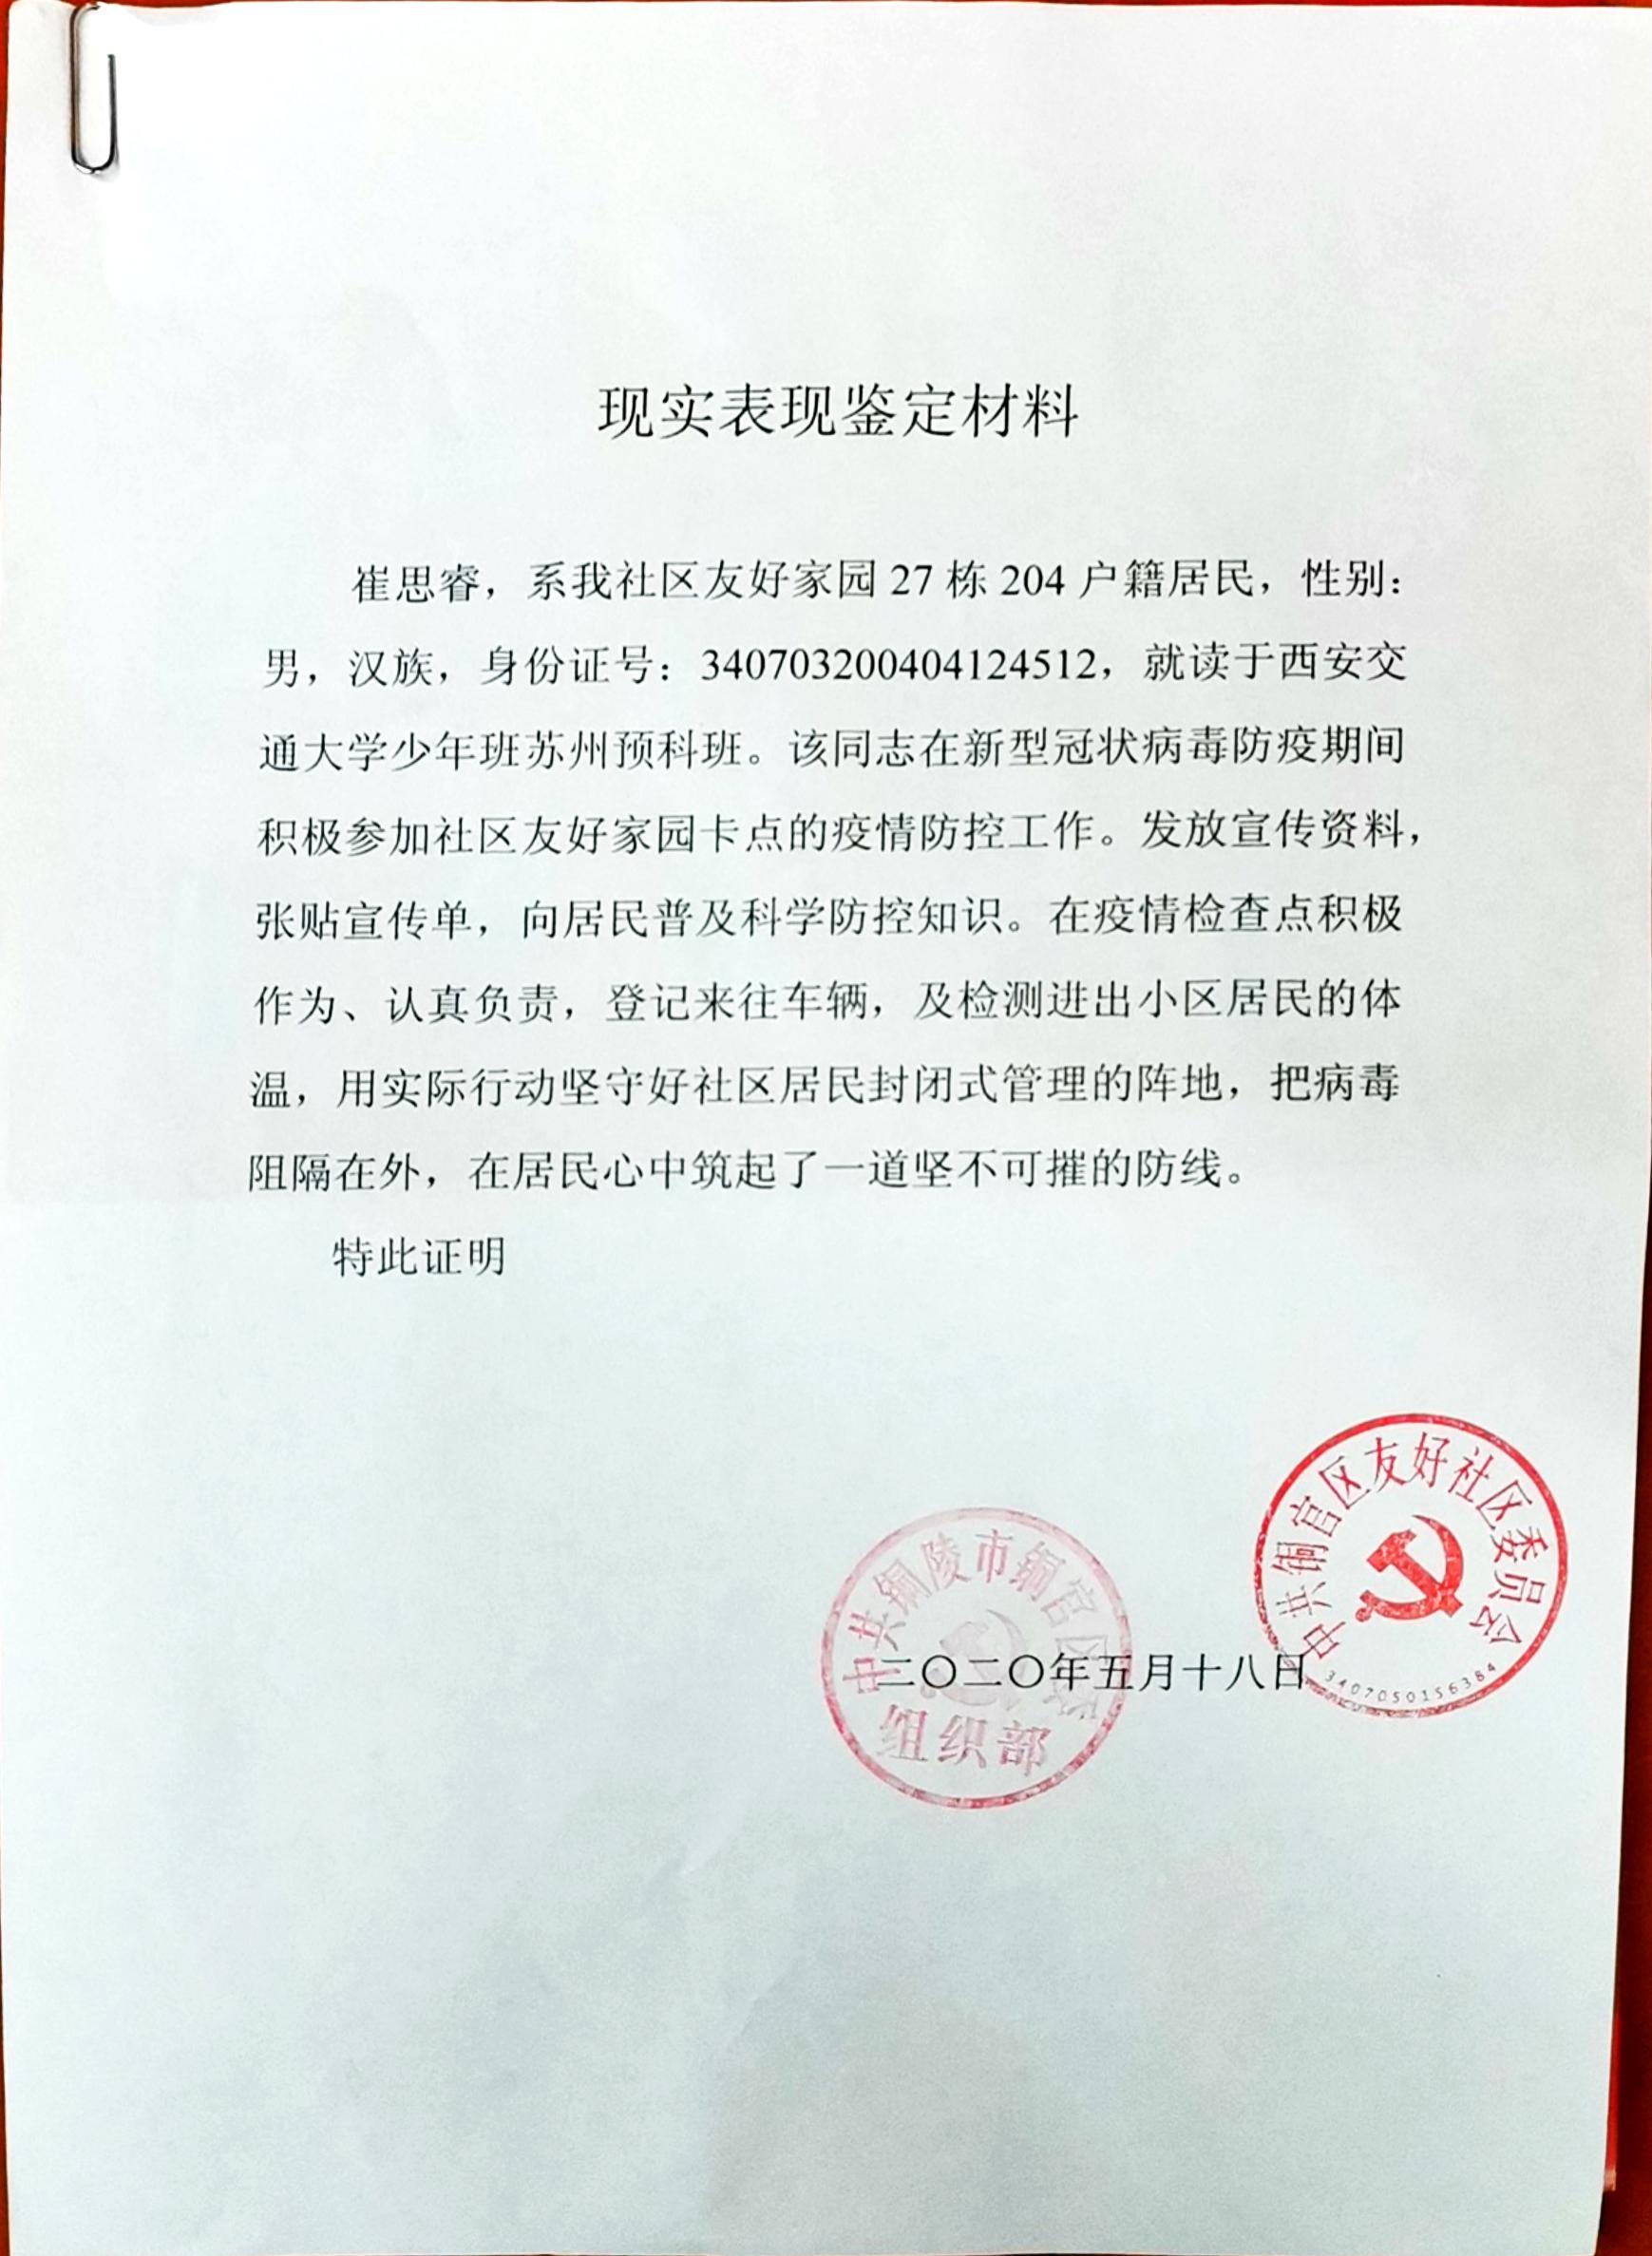 现实表现鉴定材料
崔思睿，系我社区友好家园 27 栋 204 户籍居民，性别：
男，汉族，身份证号：340703200404124512，就读于西安交
通大学少年班苏州预科班。该同志在新型冠状病毒防疫期间
积极参加社区友好家园卡点的疫情防控工作。发放宣传资料，
张贴宣传单，向居民普及科学防控知识。在疫情检查点积极
作为、认真负责，登记来往车辆，及检测进出小区居民的体
温，用实际行动坚守好社区居民封闭式管理的阵地，把病毒
阻隔在外，在居民心中筑起了一道坚不可摧的防线。
特此证明
中共铜官区友好社区委员会
3407050156384
中共铜陵市铜官区委
组织部
二〇二〇年五月十八日